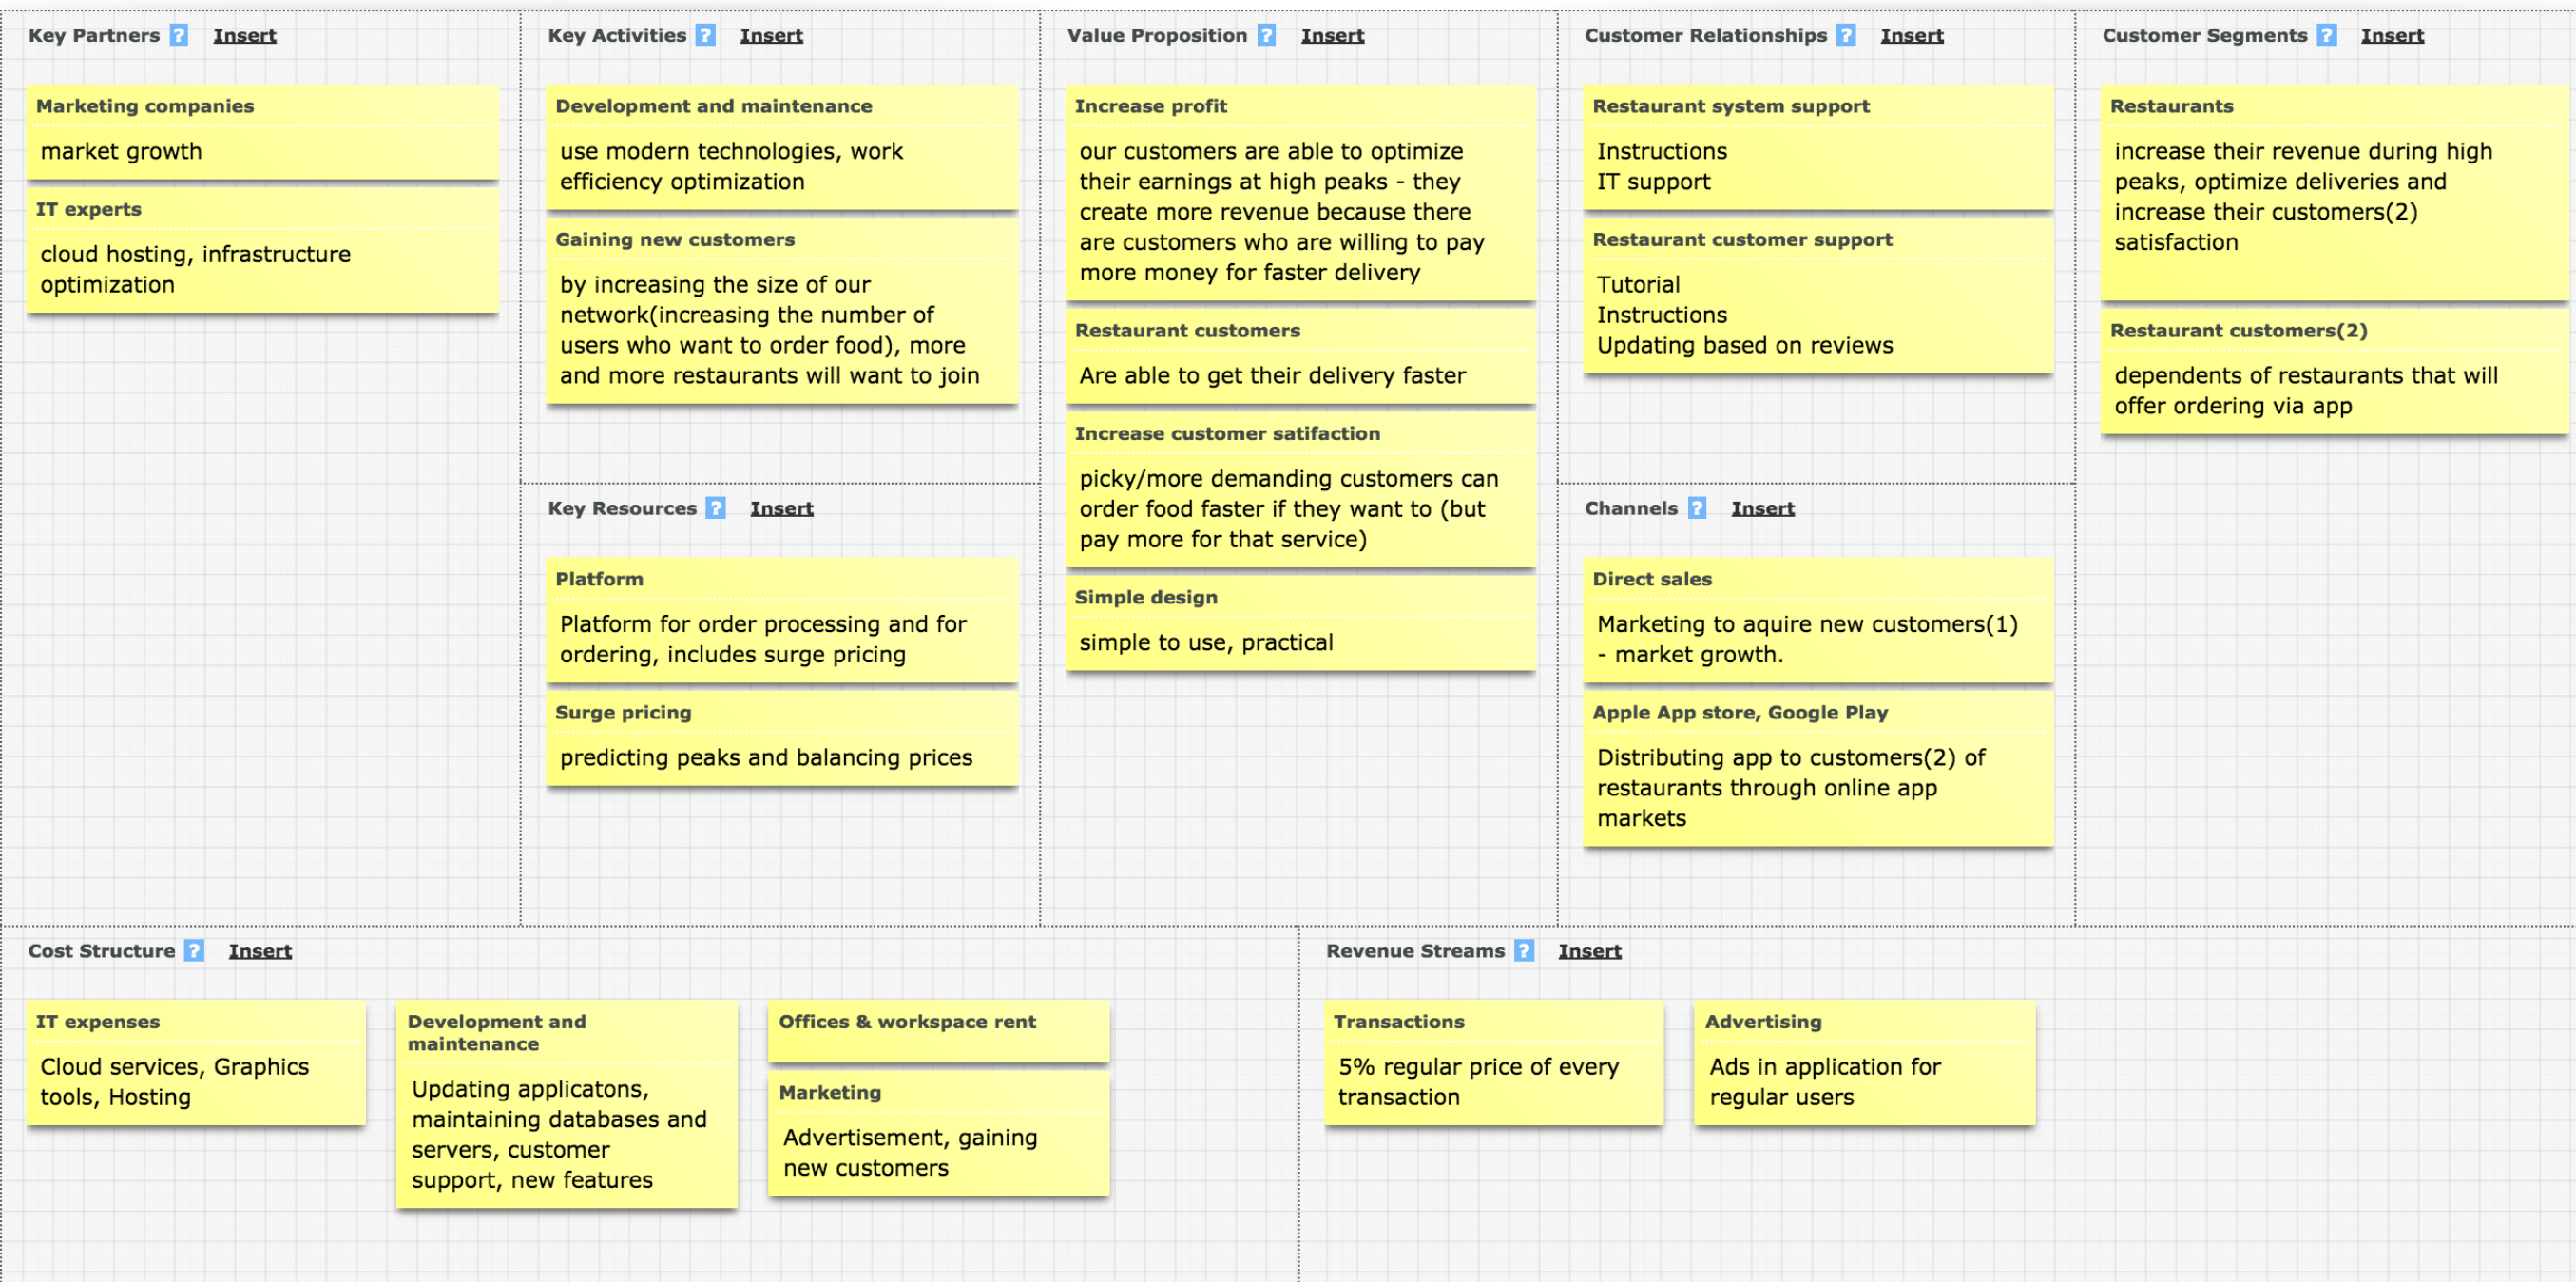 Key Partners ? Insert
Marketing companies
market growth
IT experts
cloud hosting, infrastructure
optimization
Key Activities ? Insert
Development and maintenance
use modern technologies, work
efficiency optimization
Gaining new customers
by increasing the size of our
network(increasing the number of
users who want to order food), more
and more restaurants will want to join
Key Resources ? Insert
Platform
Platform for order processing and for
ordering, includes surge pricing
Surge pricing
predicting peaks and balancing prices
Value Proposition ? Insert
Increase profit
our customers are able to optimize
their earnings at high peaks - they
create more revenue because there
are customers who are willing to pay
more money for faster delivery
Restaurant customers
Are able to get their delivery faster
Increase customer satifaction
picky/more demanding customers can
order food faster if they want to (but
pay more for that service)
Simple design
simple to use, practical
Customer Relationships ? Insert
Restaurant system support
Instructions
IT support
Restaurant customer support
Tutorial
Instructions
Updating based on reviews
Channels ? Insert
Direct sales
Marketing to aquire new customers(1)
- market growth.
Apple App store, Google Play
Distributing app to customers(2) of
restaurants through online app
markets
Customer Segments ? Insert
Restaurants
increase their revenue during high
peaks, optimize deliveries and
increase their customers(2)
satisfaction
Restaurant customers(2)
dependents of restaurants that will
offer ordering via app
Cost Structure ? Insert
IT expenses
Cloud services, Graphics
tools, Hosting
Development and
maintenance
Updating applicatons,
maintaining databases and
servers, customer
support, new features
Offices & workspace rent
Marketing
Advertisement, gaining
new customers
Revenue Streams ? Insert
Transactions
5% regular price of every
transaction
Advertising
Ads in application for
regular users